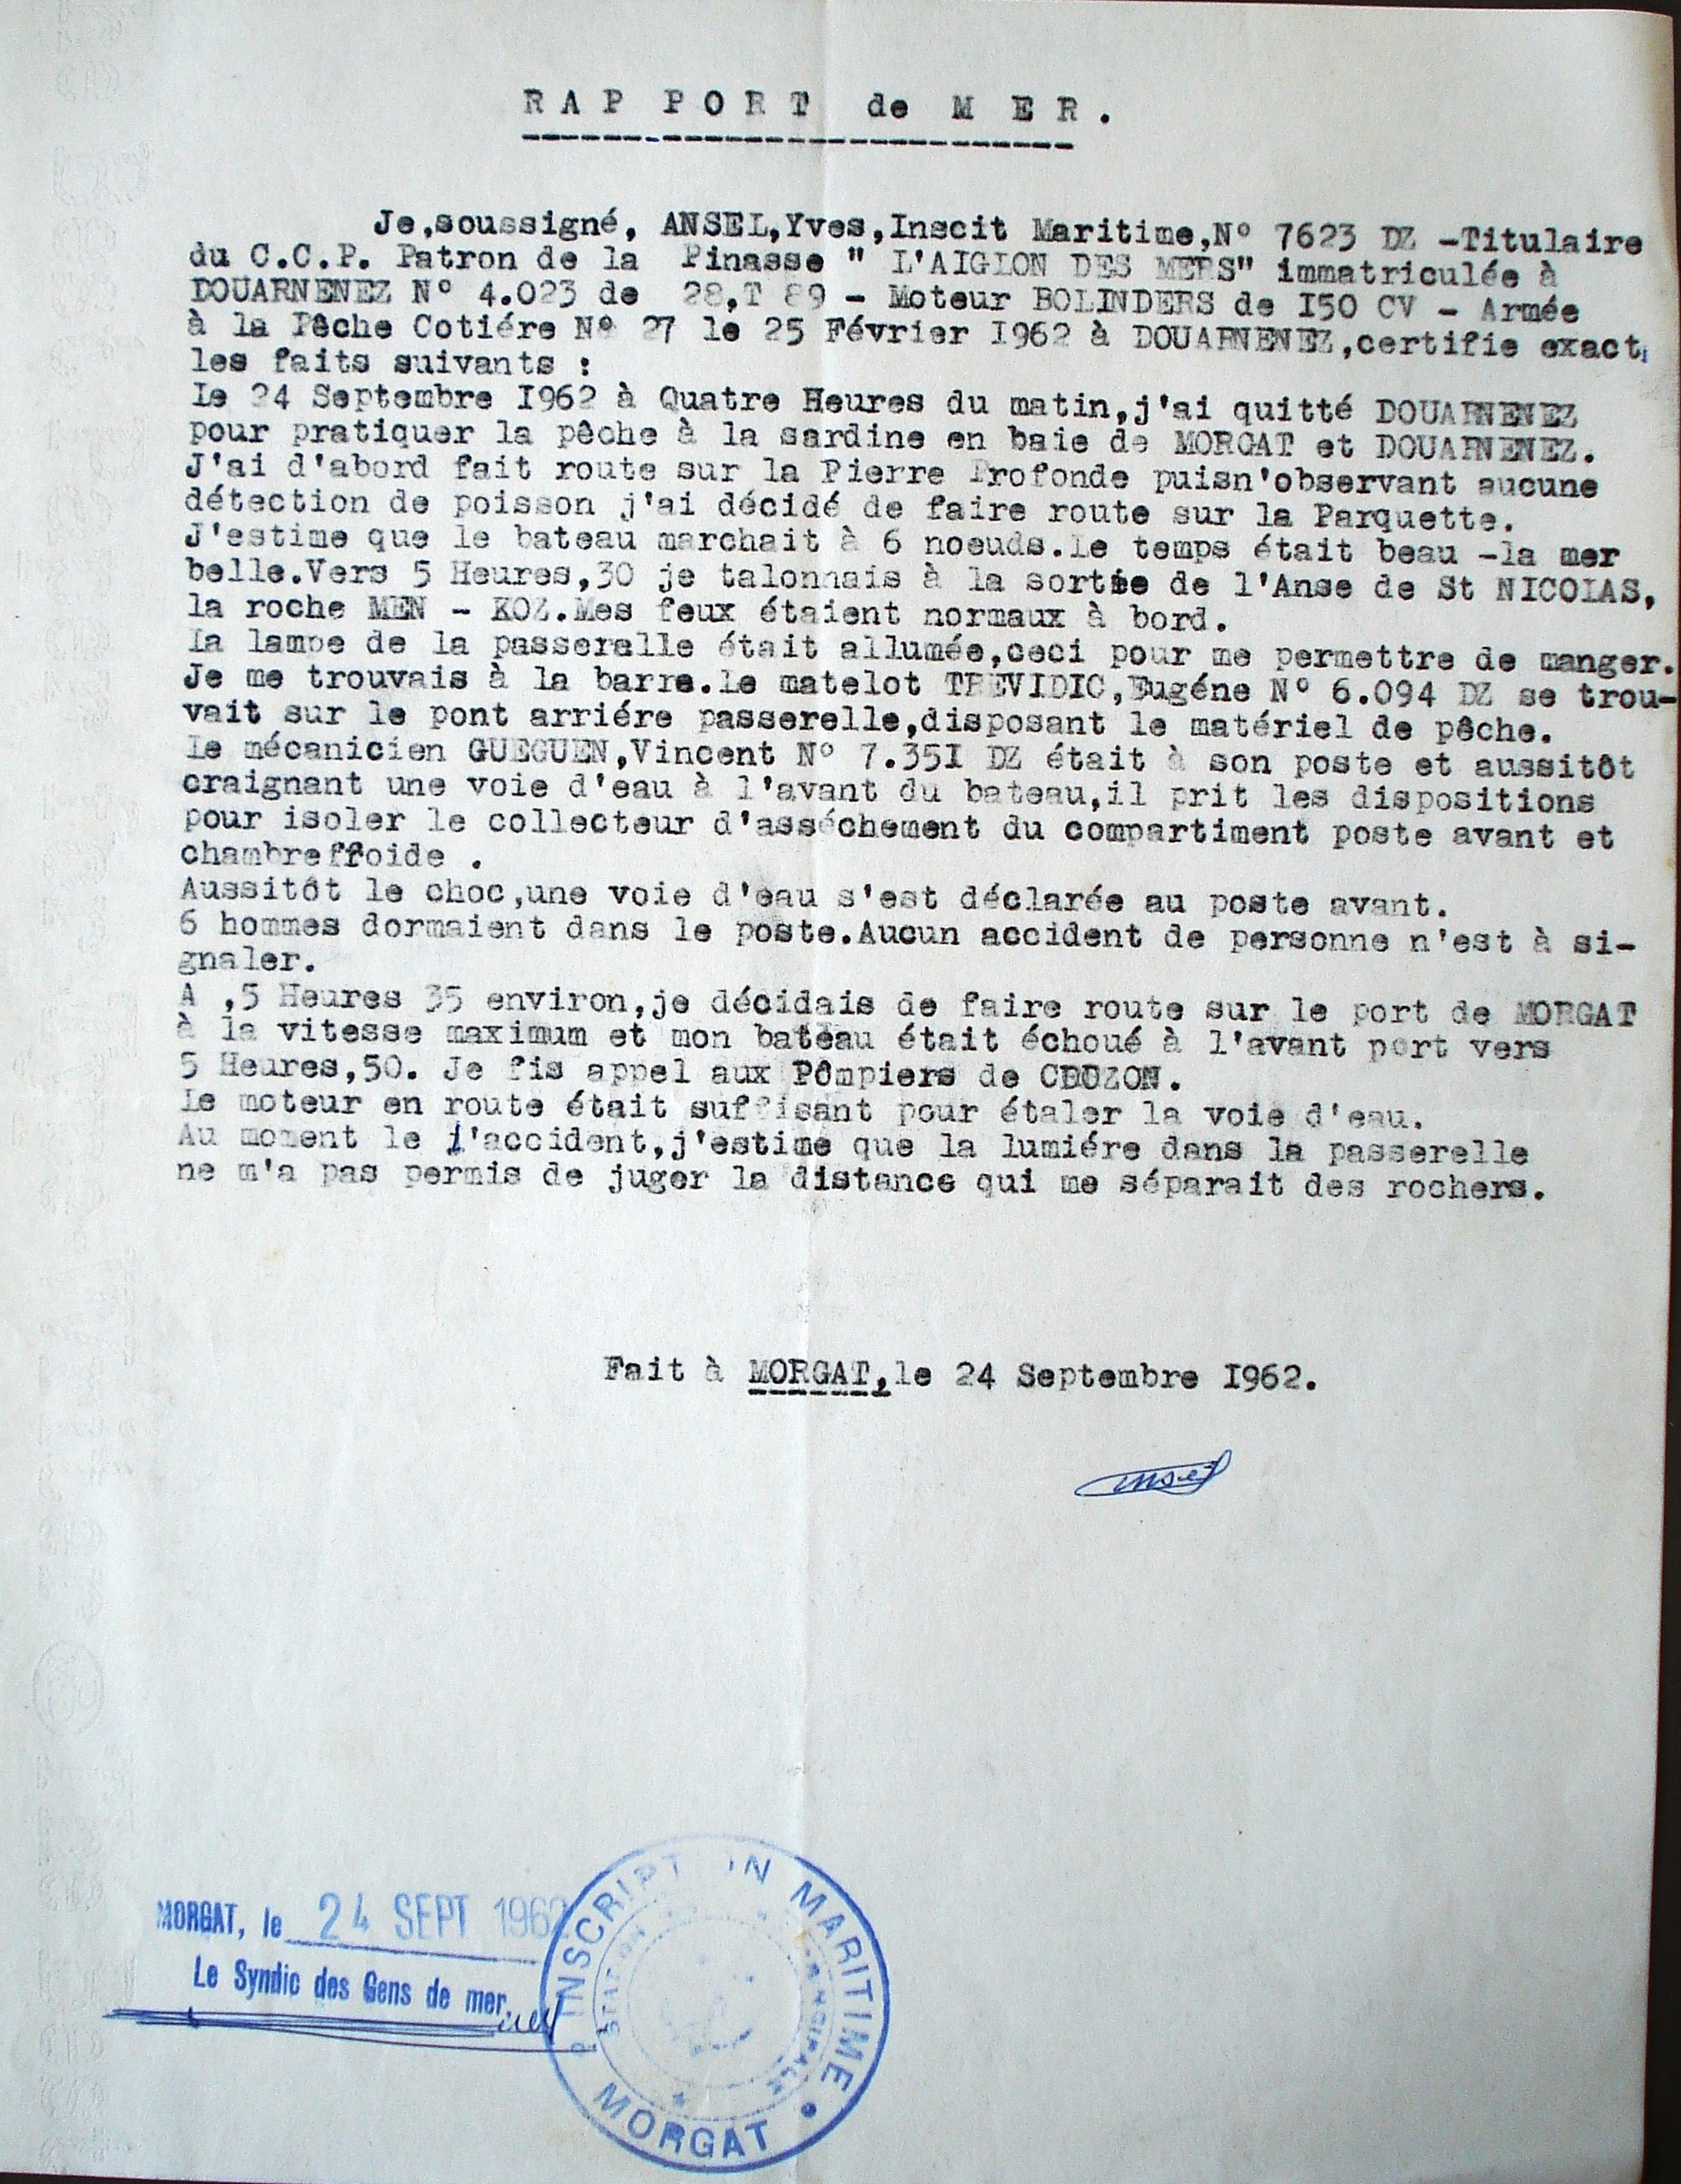 RAPPORT de MER.
Je,soussigné, ANSEL,Yves,Inscit Maritime,N° 7623 DZ -Titulaire
du C.C.P. Patron de la Pinasse " L'AIGLON DES MERS" immatriculée à
DOUARNENEZ N° 4.023 de 28,T 89 - Moteur BOLINDERS de I50 CV - Armée
à la Pêche Cotiére N° 27 le 25 Février I962 à DOUARNENEZ,certifie exact
les faits suivants :
Le 24 Septembre I962 à Quatre Heures du matin,j'ai quitté DOUARNENEZ
pour pratiquer la pêche à la sardine en baie de MORGAT et DOUARNENEZ.
J'ai d'abord fait route sur la Pierre Profonde puisn'observant aucune
détection de poisson j'ai décidé de faire route sur la Parquette.
J'estime que le bateau marchait à 6 noeuds.Le temps était beau -la mer
belle.Vers 5 Heures,30 je talonnais à la sortie de l'Anse de St NICOLAS,
la roche MEN - KOZ.Mes feux étaient normaux à bord.
La lampe de la passerelle était allumée,ceci pour me permettre de manger.
Je me trouvais à la barre.Le matelot TREVIDIC,Eugéne N° 6.094 DZ se trou-
vait sur le pont arriére passerelle,disposant le matériel de pêche.
Le mécanicien GUEGUEN,Vincent N° 7.35I DZ était à son poste et aussitôt
craignant une voie d'eau à l'avant du bateau,il prit les dispositions
pour isoler le collecteur d'asséchement du compartiment poste avant et
chambreffoide .
Aussitôt le choc,une voie d'eau s'est déclarée au poste avant.
6 hommes dormaient dans le poste.Aucun accident de personne n'est à si-
gnaler.
A ,5 Heures 35 environ,je décidais de faire route sur le port de MORGAT
à la vitesse maximum et mon bateau était échoué à l'avant port vers
5 Heures,50. Je fis appel aux Pômpiers de CROZON.
Le moteur en route était suffisant pour étaler la voie d'eau.
Au moment le l'accident,j'estime que la lumiére dans la passerelle
ne m'a pas permis de juger la distance qui me séparait des rochers.
Fait à MORGAT,le 24 Septembre I962.
Ansel
MORGAT, le 24 SEPT 1962
Le Syndic des Gens de mer,
INSCRIPTION MARITIME
MORGAT